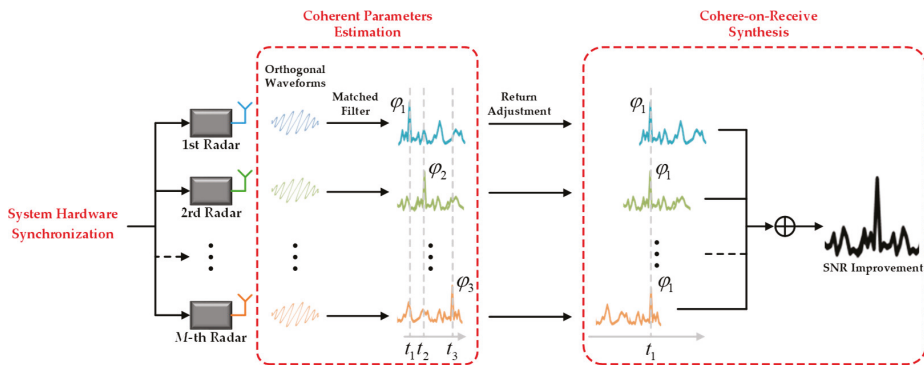 Coherent Parameters
Estimation
Cohere-on-Receive
Synthesis
Orthogonal
Waveforms
Matched
Filter
Return
Adjustment
φ1
φ1
1st Radar
φ2
φ1
2rd Radar
System Hardware
Synchronization
SNR Improvement
φ3
φ1
M-th Radar
t1 t2 t3
t1